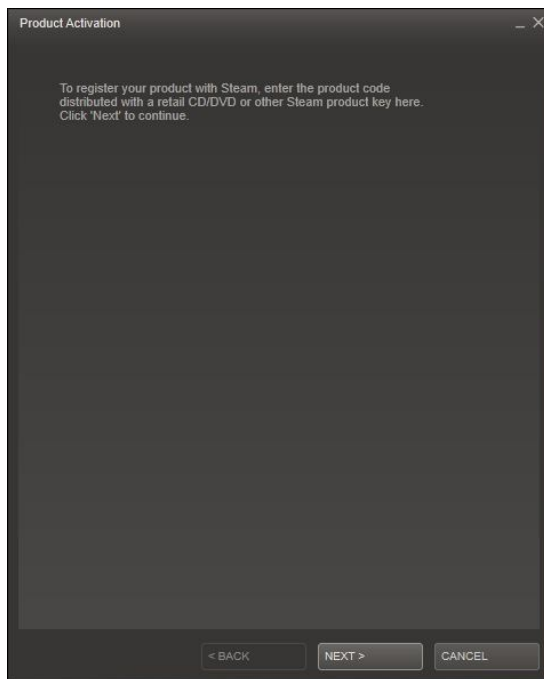 Product Activation
To register your product with Steam, enter the product code
distributed with a retail CD/DVD or other Steam product key here.
Click 'Next' to continue.
< BACK
NEXT >
CANCEL